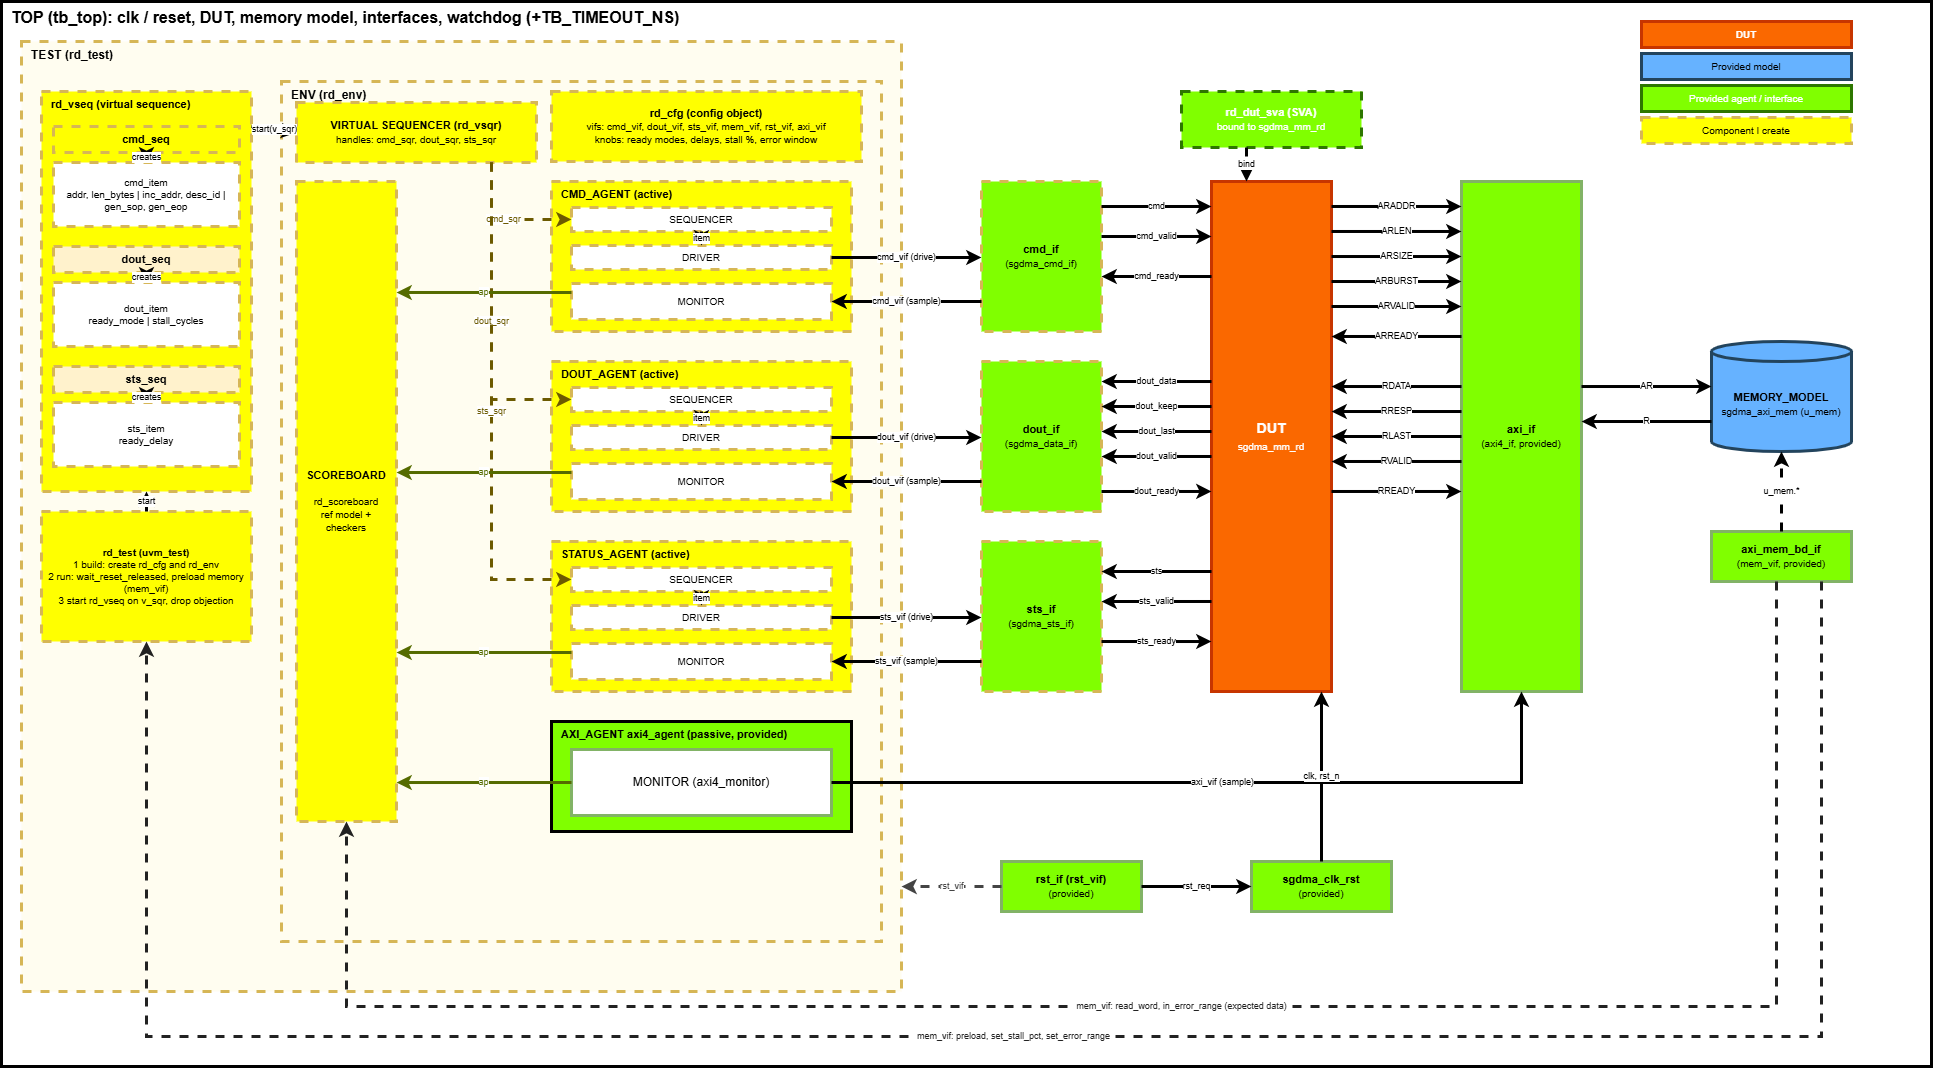 TOP (tb_top): clk / reset, DUT, memory model, interfaces, watchdog (+TB_TIMEOUT_NS)
DUT
Provided model
Provided agent / interface
Component I create
TEST (rd_test)
rd_vseq (virtual sequence)
cmd_seq
creates
cmd_item
addr, len_bytes | inc_addr, desc_id |
gen_sop, gen_eop
dout_seq
creates
dout_item
ready_mode | stall_cycles
sts_seq
creates
sts_item
ready_delay
start
rd_test (uvm_test)
1 build: create rd_cfg and rd_env
2 run: wait_reset_released, preload memory
(mem_vif)
3 start rd_vseq on v_sqr, drop objection
start(v_sqr)
ENV (rd_env)
VIRTUAL SEQUENCER (rd_vsqr)
handles: cmd_sqr, dout_sqr, sts_sqr
rd_cfg (config object)
vifs: cmd_vif, dout_vif, sts_vif, mem_vif, rst_vif, axi_vif
knobs: ready modes, delays, stall %, error window
SCOREBOARD
rd_scoreboard
ref model +
checkers
cmd_sqr
dout_sqr
sts_sqr
CMD_AGENT (active)
SEQUENCER
item
DRIVER
MONITOR
ap
DOUT_AGENT (active)
SEQUENCER
item
DRIVER
MONITOR
ap
STATUS_AGENT (active)
SEQUENCER
item
DRIVER
MONITOR
ap
AXI_AGENT axi4_agent (passive, provided)
MONITOR (axi4_monitor)
ap
cmd_vif (drive)
cmd_vif (sample)
dout_vif (drive)
dout_vif (sample)
sts_vif (drive)
sts_vif (sample)
axi_vif (sample)
cmd_if
(sgdma_cmd_if)
dout_if
(sgdma_data_if)
sts_if
(sgdma_sts_if)
rd_dut_sva (SVA)
bound to sgdma_mm_rd
bind
cmd
cmd_valid
cmd_ready
dout_data
dout_keep
dout_last
dout_valid
dout_ready
sts
sts_valid
sts_ready
DUT
sgdma_mm_rd
ARADDR
ARLEN
ARSIZE
ARBURST
ARVALID
ARREADY
RDATA
RRESP
RLAST
RVALID
RREADY
axi_if
(axi4_if, provided)
AR
R
MEMORY_MODEL
sgdma_axi_mem (u_mem)
u_mem.*
axi_mem_bd_if
(mem_vif, provided)
clk, rst_n
rst_vif
rst_if (rst_vif)
(provided)
rst_req
sgdma_clk_rst
(provided)
mem_vif: read_word, in_error_range (expected data)
mem_vif: preload, set_stall_pct, set_error_range